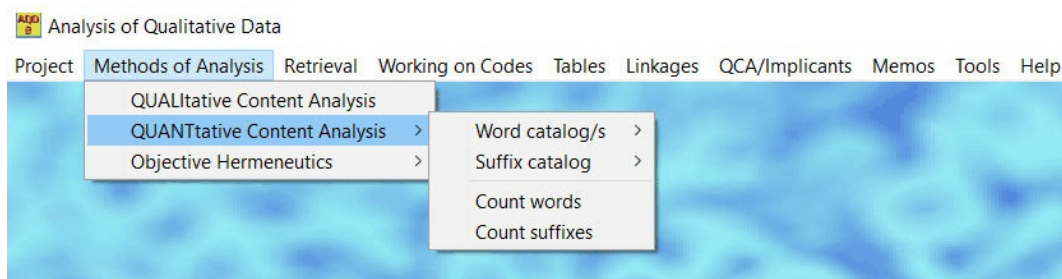 Analysis of Qualitative Data
Project Methods of Analysis Retrieval Working on Codes Tables Linkages QCA/Implicants Memos Tools Help
QUALItative Content Analysis
QUANTtative Content Analysis >
Objective Hermeneutics >
Word catalog/s >
Suffix catalog >
Count words
Count suffixes